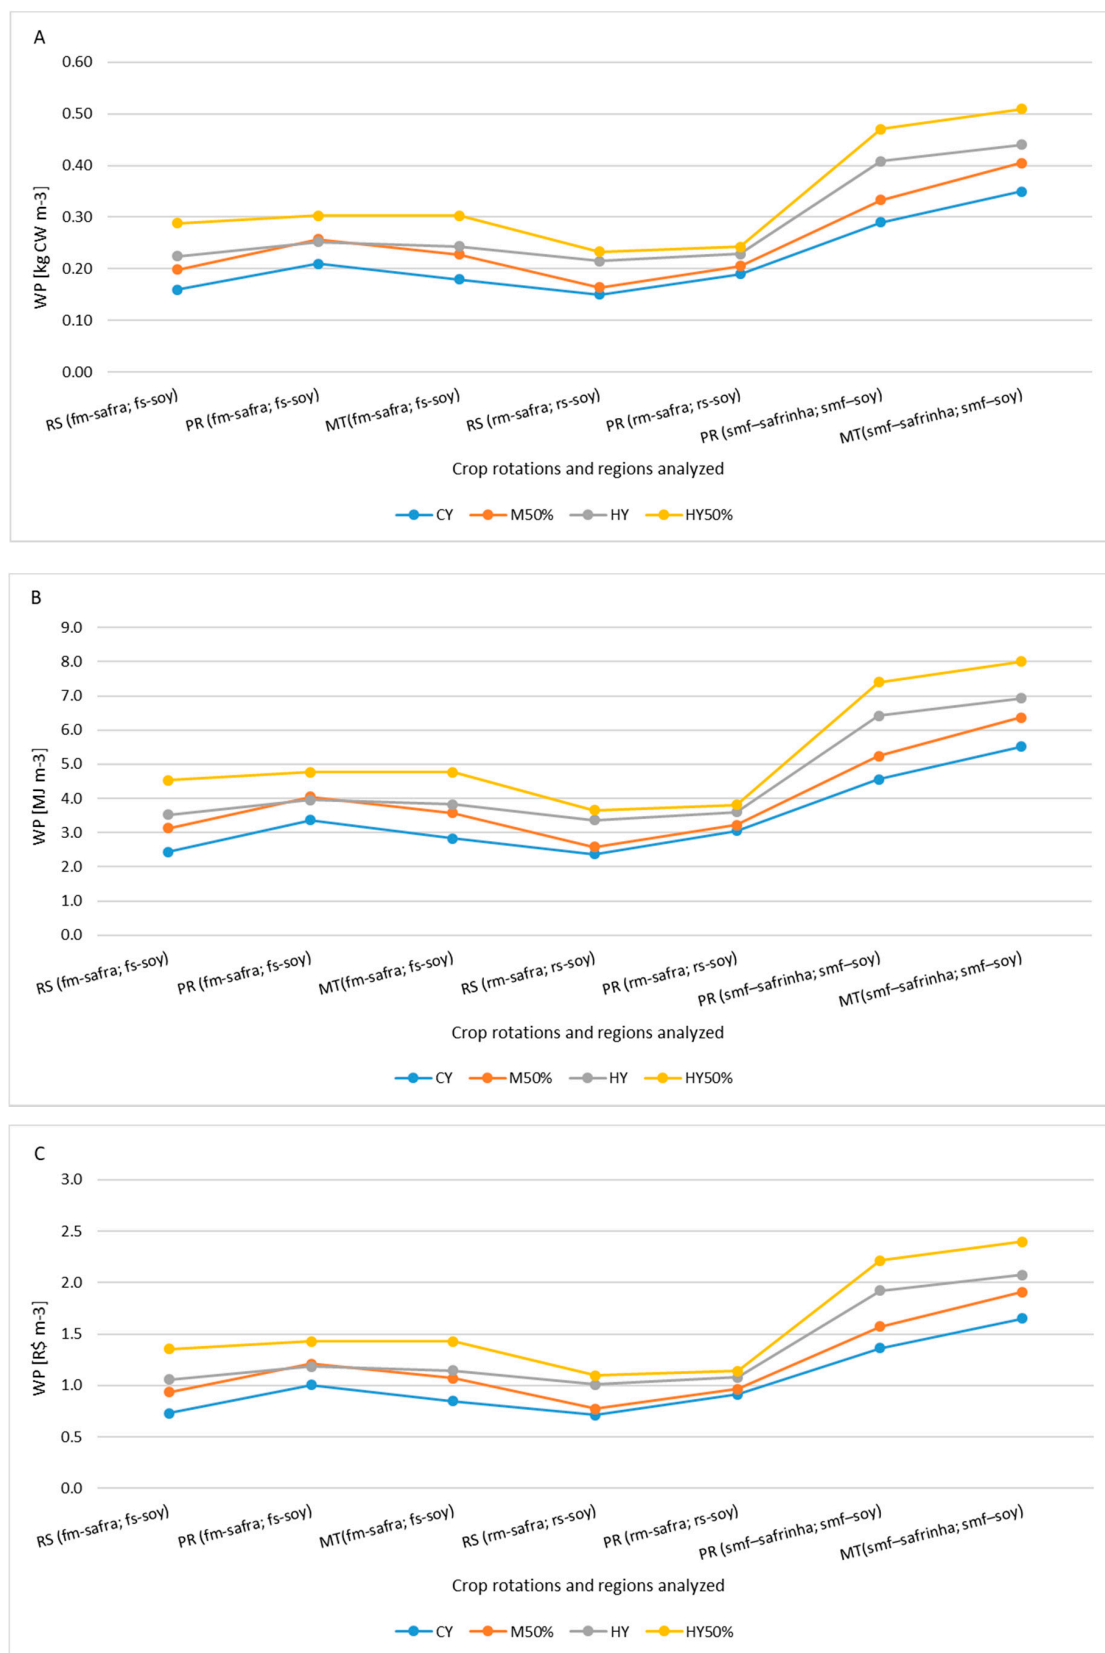 A
0.60
0.50
0.40
0.30
0.20
0.10
0.00
WP [kg CW m-3]
RS (fm-safra; fs-soy)
PR (fm-safra; fs-soy)
MT(fm-safra; fs-soy)
RS (rm-safra; rs-soy)
PR (rm-safra; rs-soy)
PR (smf–safrinha; smf–soy)
MT(smf–safrinha; smf–soy)
Crop rotations and regions analyzed
CY M50% HY HY50%
B
9.0
8.0
7.0
6.0
5.0
4.0
3.0
2.0
1.0
0.0
WP [MJ m-3]
RS (fm-safra; fs-soy)
PR (fm-safra; fs-soy)
MT(fm-safra; fs-soy)
RS (rm-safra; rs-soy)
PR (rm-safra; rs-soy)
PR (smf–safrinha; smf–soy)
MT(smf–safrinha; smf–soy)
Crop rotations and regions analyzed
CY M50% HY HY50%
C
3.0
2.5
2.0
1.5
1.0
0.5
0.0
WP [R$ m-3]
RS (fm-safra; fs-soy)
PR (fm-safra; fs-soy)
MT(fm-safra; fs-soy)
RS (rm-safra; rs-soy)
PR (rm-safra; rs-soy)
PR (smf–safrinha; smf–soy)
MT(smf–safrinha; smf–soy)
Crop rotations and regions analyzed
CY M50% HY HY50%